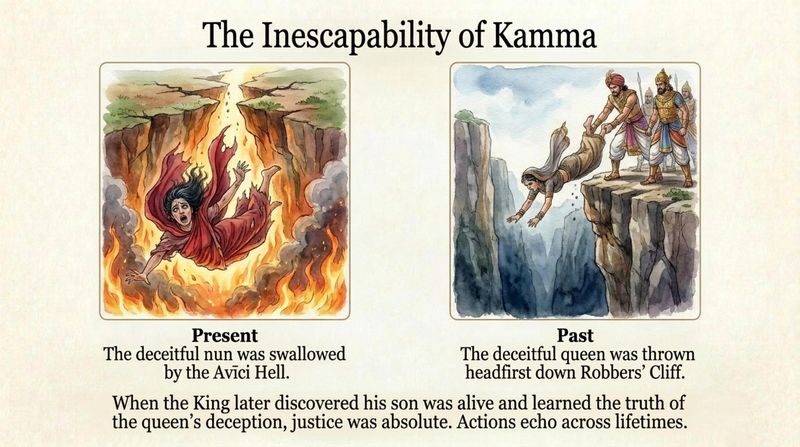 The Inescapability of Kamma
Present
The deceitful nun was swallowed
by the Avīci Hell.
Past
The deceitful queen was thrown
headfirst down Robbers’ Cliff.
When the King later discovered his son was alive and learned the truth of
the queen’s deception, justice was absolute. Actions echo across lifetimes.